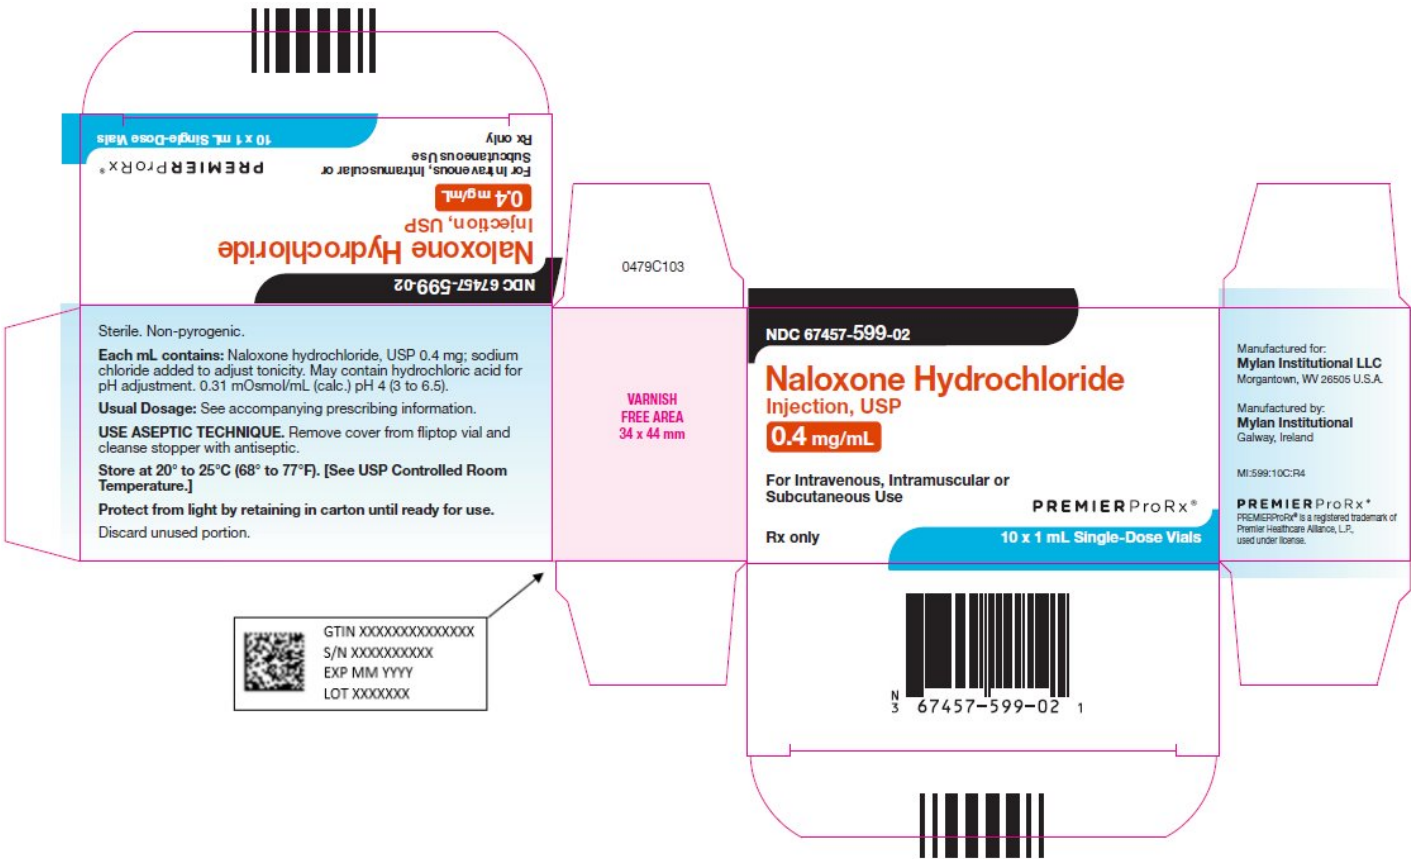 10 x 1 mL Single-Dose Vials
Rx only
PREMIERProRx®
For Intravenous, Intramuscular or
Subcutaneous Use
0.4 mg/mL
Injection, USP
Naloxone Hydrochloride
NDC 67457-599-02
Sterile. Non-pyrogenic.
Each mL contains: Naloxone hydrochloride, USP 0.4 mg; sodium
chloride added to adjust tonicity. May contain hydrochloric acid for
pH adjustment. 0.31 mOsmol/mL (calc.) pH 4 (3 to 6.5).
Usual Dosage: See accompanying prescribing information.
USE ASEPTIC TECHNIQUE. Remove cover from fliptop vial and
cleanse stopper with antiseptic.
Store at 20° to 25°C (68° to 77°F). [See USP Controlled Room
Temperature.]
Protect from light by retaining in carton until ready for use.
Discard unused portion.
GTIN XXXXXXXXXXXXXX
S/N XXXXXXXXXX
EXP MM YYYY
LOT XXXXXXX
0479C103
VARNISH
FREE AREA
34 x 44 mm
NDC 67457-599-02
Naloxone Hydrochloride
Injection, USP
0.4 mg/mL
For Intravenous, Intramuscular or
Subcutaneous Use
PREMIERProRx®
Rx only
10 x 1 mL Single-Dose Vials
N
3 67457-599-02 1
Manufactured for:
Mylan Institutional LLC
Morgantown, WV 26505 U.S.A.
Manufactured by:
Mylan Institutional
Galway, Ireland
MI:599:10C:R4
PREMIERProRx®
PREMIERProRx® is a registered trademark of
Premier Healthcare Alliance, L.P.,
used under license.